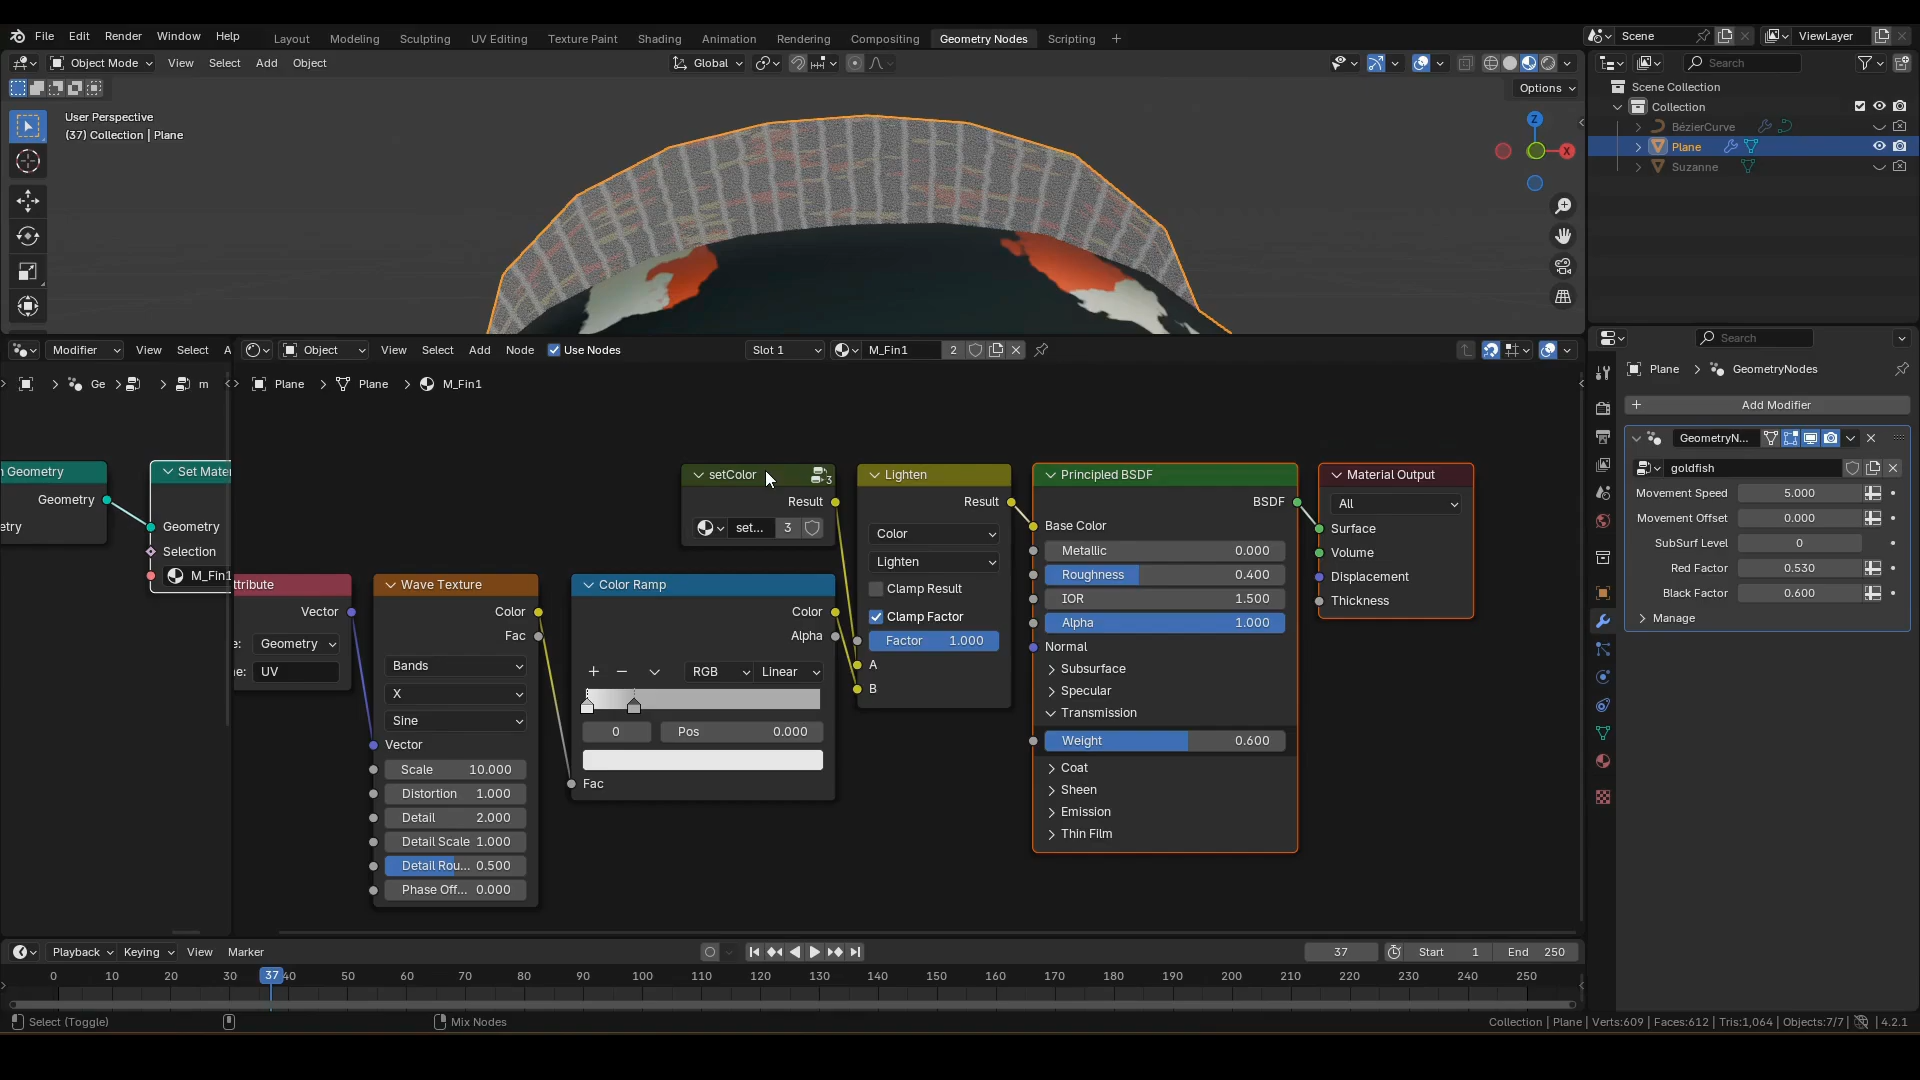 File Edit Render Window Help
Layout Modeling Sculpting UV Editing Texture Paint Shading Animation Rendering Compositing Geometry Nodes Scripting
Scene
ViewLayer
Object Mode View Select Add Object
Global
Search
Options
Scene Collection
Collection
BézierCurve
Plane
Suzanne
User Perspective
(37) Collection | Plane
Z
X
Modifier View Select A
Object View Select Add Node Use Nodes
Slot 1
M_Fin1 2
Search
Ge m
Plane Plane M_Fin1
Plane GeometryNodes
Add Modifier
GeometryN...
goldfish
Movement Speed 5.000
Movement Offset 0.000
SubSurf Level 0
Red Factor 0.530
Black Factor 0.600
Manage
n Geometry
Geometry
etry
Set Mater
Geometry
Selection
M_Fin1
ttribute
Vector
e: Geometry
ne: UV
Wave Texture
Color
Fac
Bands
X
Sine
Vector
Scale 10.000
Distortion 1.000
Detail 2.000
Detail Scale 1.000
Detail Rou... 0.500
Phase Off... 0.000
Color Ramp
Color
Alpha
RGB Linear
0 Pos 0.000
Fac
setColor 3
Result
set... 3
Lighten
Result
Color
Lighten
Clamp Result
Clamp Factor
Factor 1.000
A
B
Principled BSDF
BSDF
Base Color
Metallic 0.000
Roughness 0.400
IOR 1.500
Alpha 1.000
Normal
Subsurface
Specular
Transmission
Weight 0.600
Coat
Sheen
Emission
Thin Film
Material Output
All
Surface
Volume
Displacement
Thickness
Playback Keying View Marker
37 Start 1 End 250
0 10 20 30 37 40 50 60 70 80 90 100 110 120 130 140 150 160 170 180 190 200 210 220 230 240 250
Select (Toggle) Mix Nodes
Collection | Plane | Verts:609 | Faces:612 | Tris:1,064 | Objects:7/7 | 4.2.1